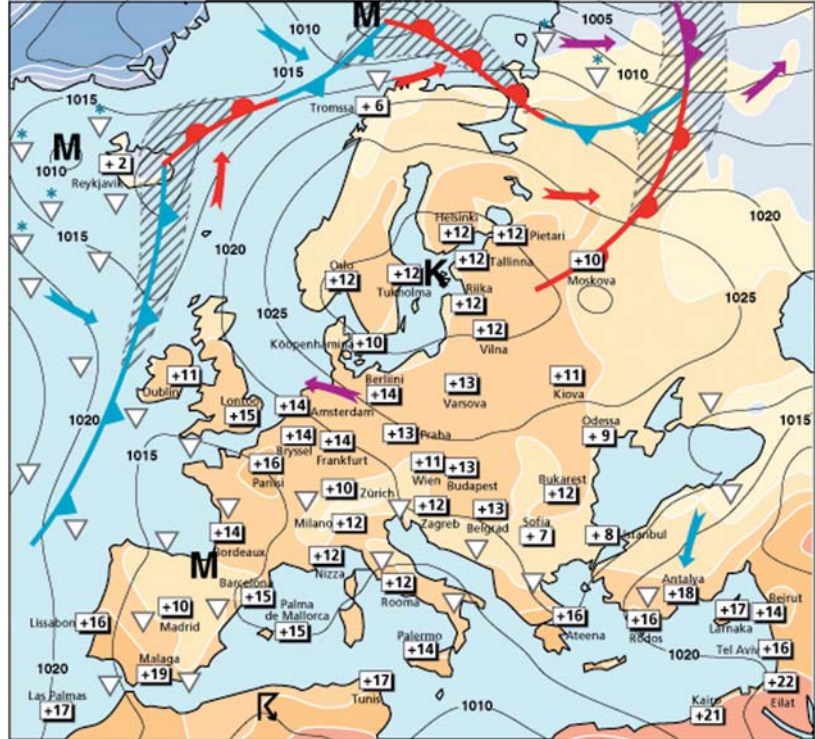 M
1005
1010
1015
1010
1015
Tromssa
+ 6
M
+ 2
1010
Reykjavik
1015
1020
1020
Helsinki
+12
+12
Pietari
Oslo
+12
+12
Tukholma
K
+12
Tallinna
+10
Moskova
Riika
+12
1025
1025
Kööpenhamina
+10
+12
Vilna
+11
Dublin
Berliini
+14
+13
Varsova
+11
Kiova
Lontoo
+15
+14
Amsterdam
1020
1015
1015
+14
Bryssel
+14
Frankfurt
+13
Praha
Odessa
+ 9
+16
Pariisi
+11
Wien
+13
Budapest
+10
Zürich
Bukarest
+12
Milano
+12
+12
Zagreb
+13
Belgrad
Sofia
+ 7
+ 8
Istanbul
+14
Bordeaux
M
+12
Nizza
Barcelona
+15
+12
Rooma
Antalya
+18
Lissabon
+16
+10
Madrid
Palma
de Mallorca
+15
+16
Ateena
+16
Rodos
+17
Larnaka
Beirut
+14
Palermo
+14
1020
Tel Aviv
+16
1020
Malaga
+19
+17
Tunis
+22
Eilat
Las Palmas
+17
1010
Kairo
+21